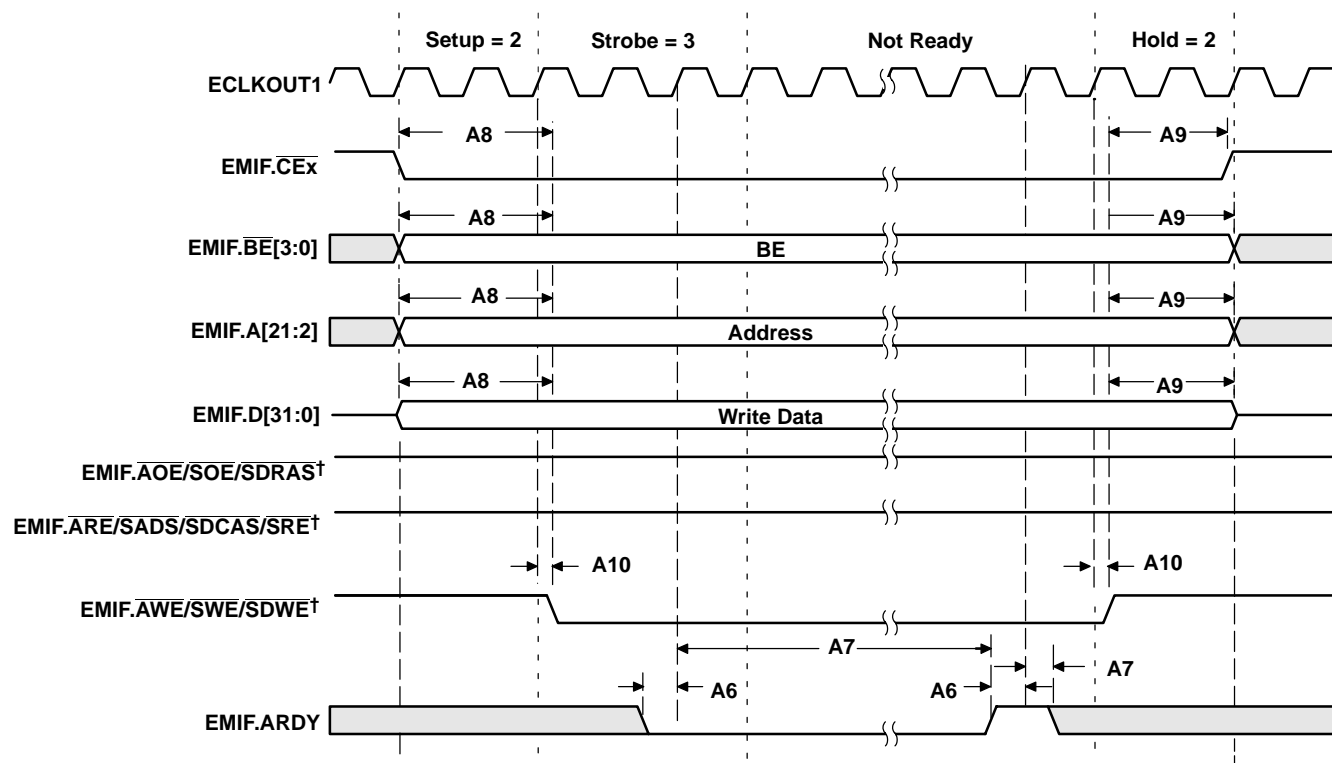 Setup = 2 Strobe = 3 Not Ready Hold = 2
ECLKOUT1
A8 A9
EMIF.CEx
A8 A9
EMIF.BE[3:0] BE
A8 A9
EMIF.A[21:2] Address
A8 A9
EMIF.D[31:0] Write Data
EMIF.AOE/SOE/SDRAS†
EMIF.ARE/SADS/SDCAS/SRE†
A10 A10
EMIF.AWE/SWE/SDWE†
A7
A7
A6 A6
EMIF.ARDY